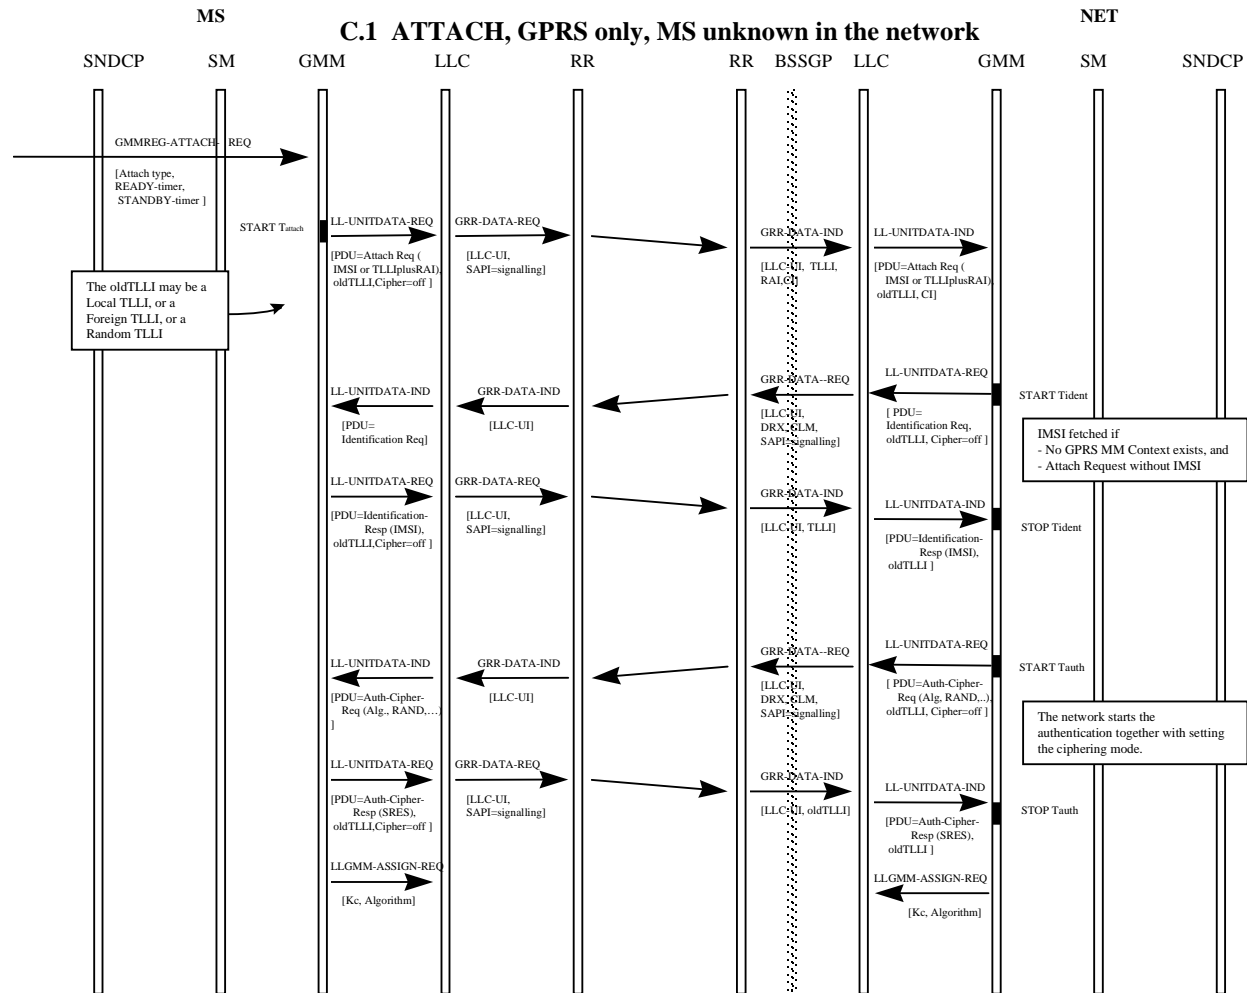 MS
NET
C.1 ATTACH, GPRS only, MS unknown in the network
SNDCP SM GMM LLC RR RR BSSGP LLC GMM SM SNDCP
GMMREG-ATTACH- REQ
[Attach type,
READY-timer,
STANDBY-timer ]
START Tattach
LL-UNITDATA-REQ
[PDU=Attach Req (
IMSI or TLLIplusRAI),
oldTLLI,Cipher=off ]
GRR-DATA-REQ
[LLC-UI,
SAPI=signalling]
GRR-DATA-IND
[LLC-UI, TLLI,
RAI,CI]
LL-UNITDATA-IND
[PDU=Attach Req (
IMSI or TLLIplusRAI),
oldTLLI, CI]
The oldTLLI may be a
Local TLLI, or a
Foreign TLLI, or a
Random TLLI
LL-UNITDATA-IND
[PDU=
Identification Req]
GRR-DATA-IND
[LLC-UI]
GRR-DATA--REQ
[LLC-UI,
DRX, CLM,
SAPI=signalling]
LL-UNITDATA-REQ
[ PDU=
Identification Req,
oldTLLI, Cipher=off ]
START Tident
IMSI fetched if
- No GPRS MM Context exists, and
- Attach Request without IMSI
LL-UNITDATA-REQ
[PDU=Identification-
Resp (IMSI),
oldTLLI,Cipher=off ]
GRR-DATA-REQ
[LLC-UI,
SAPI=signalling]
GRR-DATA-IND
[LLC-UI, TLLI]
LL-UNITDATA-IND
[PDU=Identification-
Resp (IMSI),
oldTLLI ]
STOP Tident
LL-UNITDATA-IND
[PDU=Auth-Cipher-
Req (Alg., RAND,…)
]
GRR-DATA-IND
[LLC-UI]
GRR-DATA--REQ
[LLC-UI,
DRX, CLM,
SAPI=signalling]
LL-UNITDATA-REQ
[ PDU=Auth-Cipher-
Req (Alg, RAND,..),
oldTLLI, Cipher=off ]
START Tauth
The network starts the
authentication together with setting
the ciphering mode.
LL-UNITDATA-REQ
[PDU=Auth-Cipher-
Resp (SRES),
oldTLLI,Cipher=off ]
GRR-DATA-REQ
[LLC-UI,
SAPI=signalling]
GRR-DATA-IND
[LLC-UI, oldTLLI]
LL-UNITDATA-IND
[PDU=Auth-Cipher-
Resp (SRES),
oldTLLI ]
STOP Tauth
LLGMM-ASSIGN-REQ
[Kc, Algorithm]
LLGMM-ASSIGN-REQ
[Kc, Algorithm]